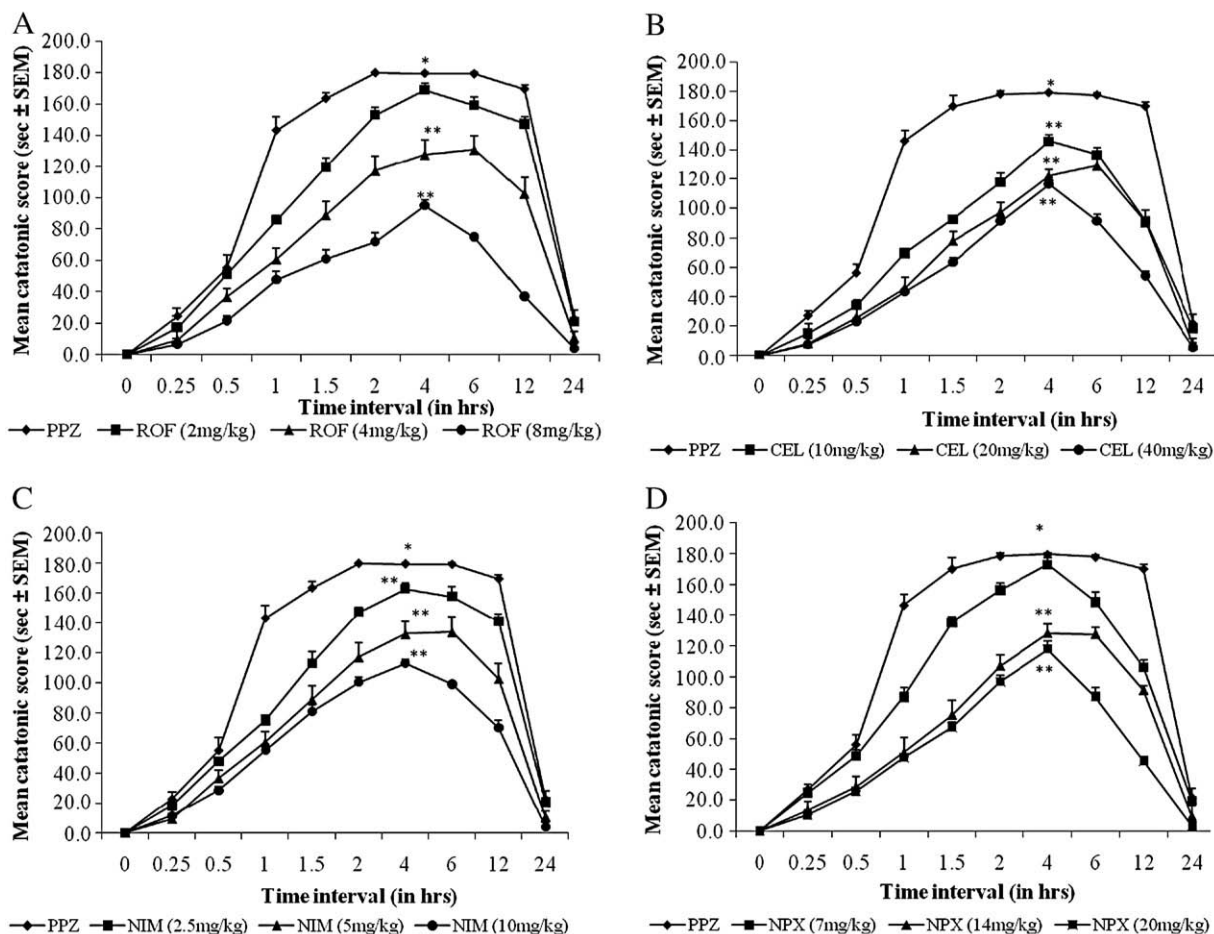 A
Mean catatonic score (sec ± SEM)
200.0
180.0
160.0
140.0
120.0
100.0
80.0
60.0
40.0
20.0
0.0
*
**
**
0 0.25 0.5 1 1.5 2 4 6 12 24
Time interval (in hrs)
PPZ ROF (2mg/kg) ROF (4mg/kg) ROF (8mg/kg)
B
Mean catatonic score (sec ± SEM)
200.0
180.0
160.0
140.0
120.0
100.0
80.0
60.0
40.0
20.0
0.0
*
**
**
**
0 0.25 0.5 1 1.5 2 4 6 12 24
Time interval (in hrs)
PPZ CEL (10mg/kg) CEL (20mg/kg) CEL (40mg/kg)
C
Mean catatonic score (sec ± SEM)
200.0
180.0
160.0
140.0
120.0
100.0
80.0
60.0
40.0
20.0
0.0
*
**
**
**
0 0.25 0.5 1 1.5 2 4 6 12 24
Time interval (in hrs)
PPZ NIM (2.5mg/kg) NIM (5mg/kg) NIM (10mg/kg)
D
Mean catatonic score (sec ± SEM)
200.0
180.0
160.0
140.0
120.0
100.0
80.0
60.0
40.0
20.0
0.0
*
**
**
0 0.25 0.5 1 1.5 2 4 6 12 24
Time interval (in hrs)
PPZ NPX (7mg/kg) NPX (14mg/kg) NPX (20mg/kg)